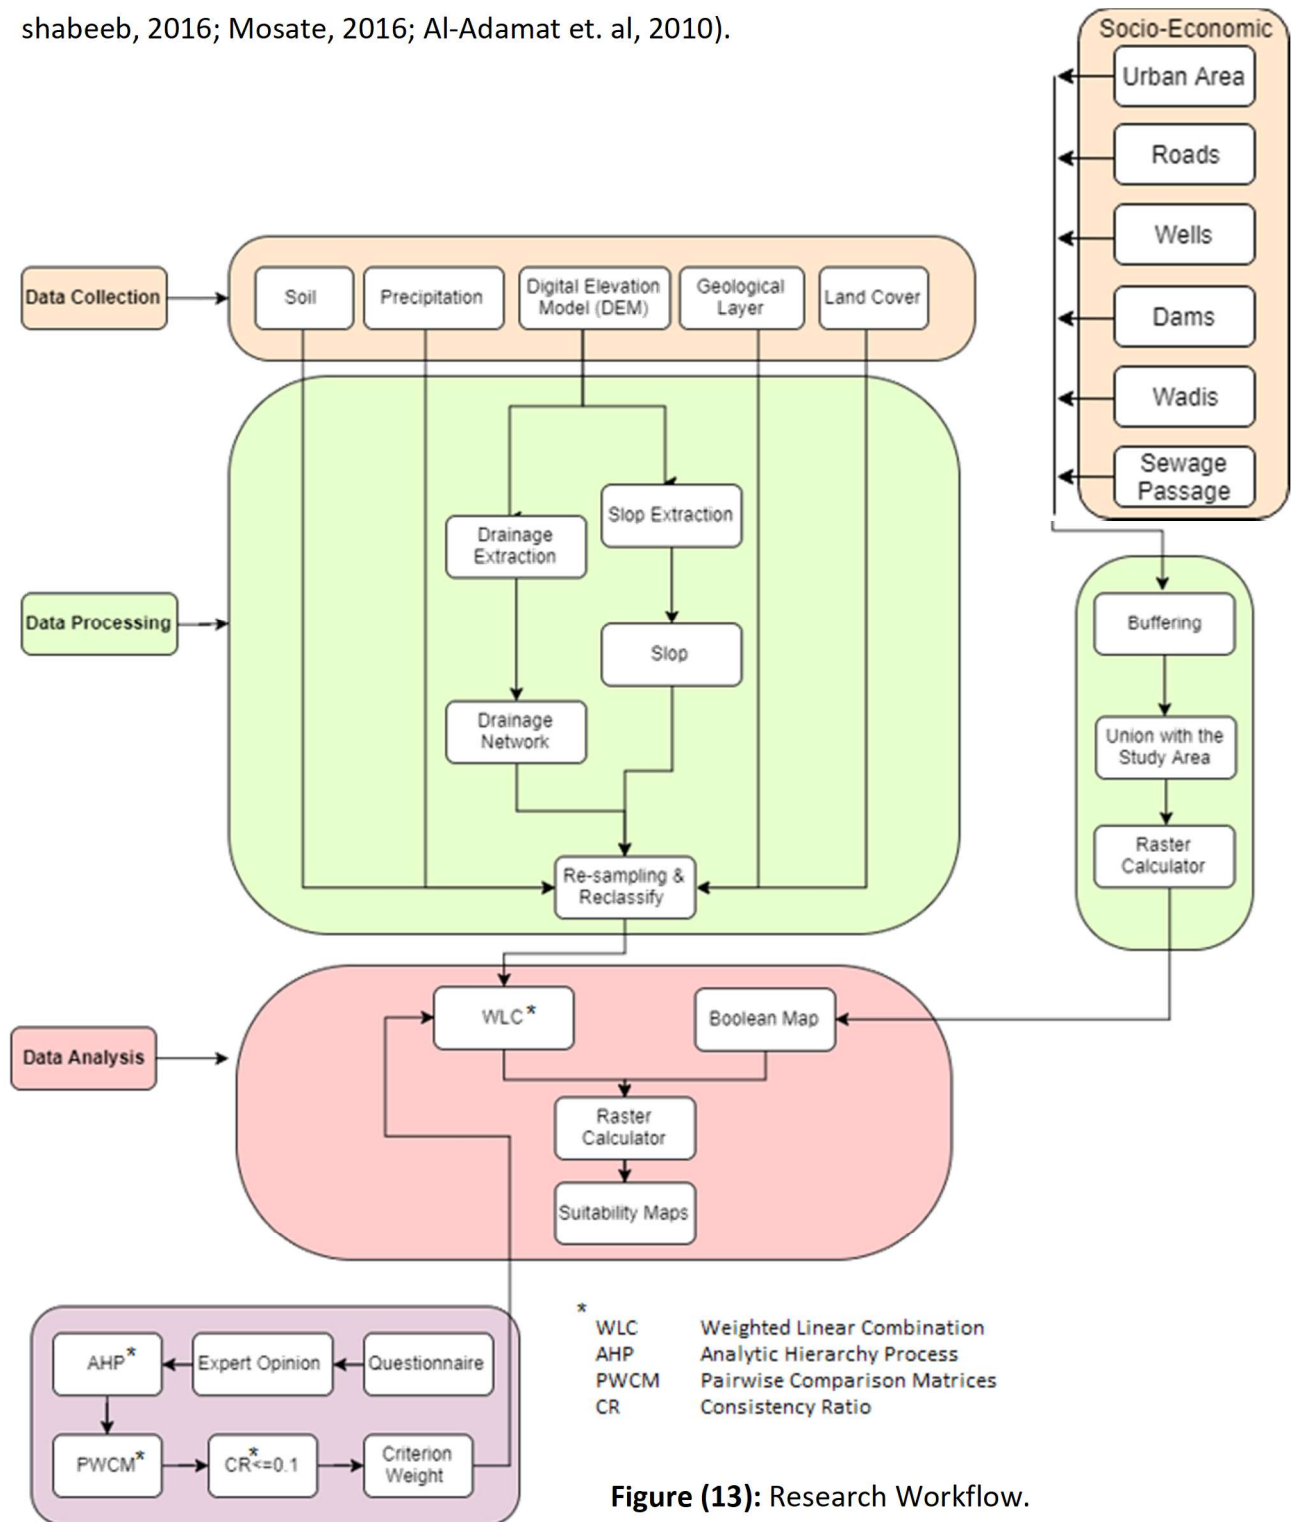 shabeeb, 2016; Mosate, 2016; Al-Adamat et. al, 2010).
Socio-Economic
Urban Area
Roads
Wells
Dams
Wadis
Sewage
Passage
Data Collection
Soil
Precipitation
Digital Elevation
Model (DEM)
Geological
Layer
Land Cover
Data Processing
Drainage
Extraction
Slop Extraction
Slop
Drainage
Network
Re-sampling &
Reclassify
Buffering
Union with the
Study Area
Raster
Calculator
Data Analysis
WLC*
Boolean Map
Raster
Calculator
Suitability Maps
AHP*
Expert Opinion
Questionnaire
PWCM*
CR*<=0.1
Criterion
Weight
*
WLC Weighted Linear Combination
AHP Analytic Hierarchy Process
PWCM Pairwise Comparison Matrices
CR Consistency Ratio
Figure (13): Research Workflow.